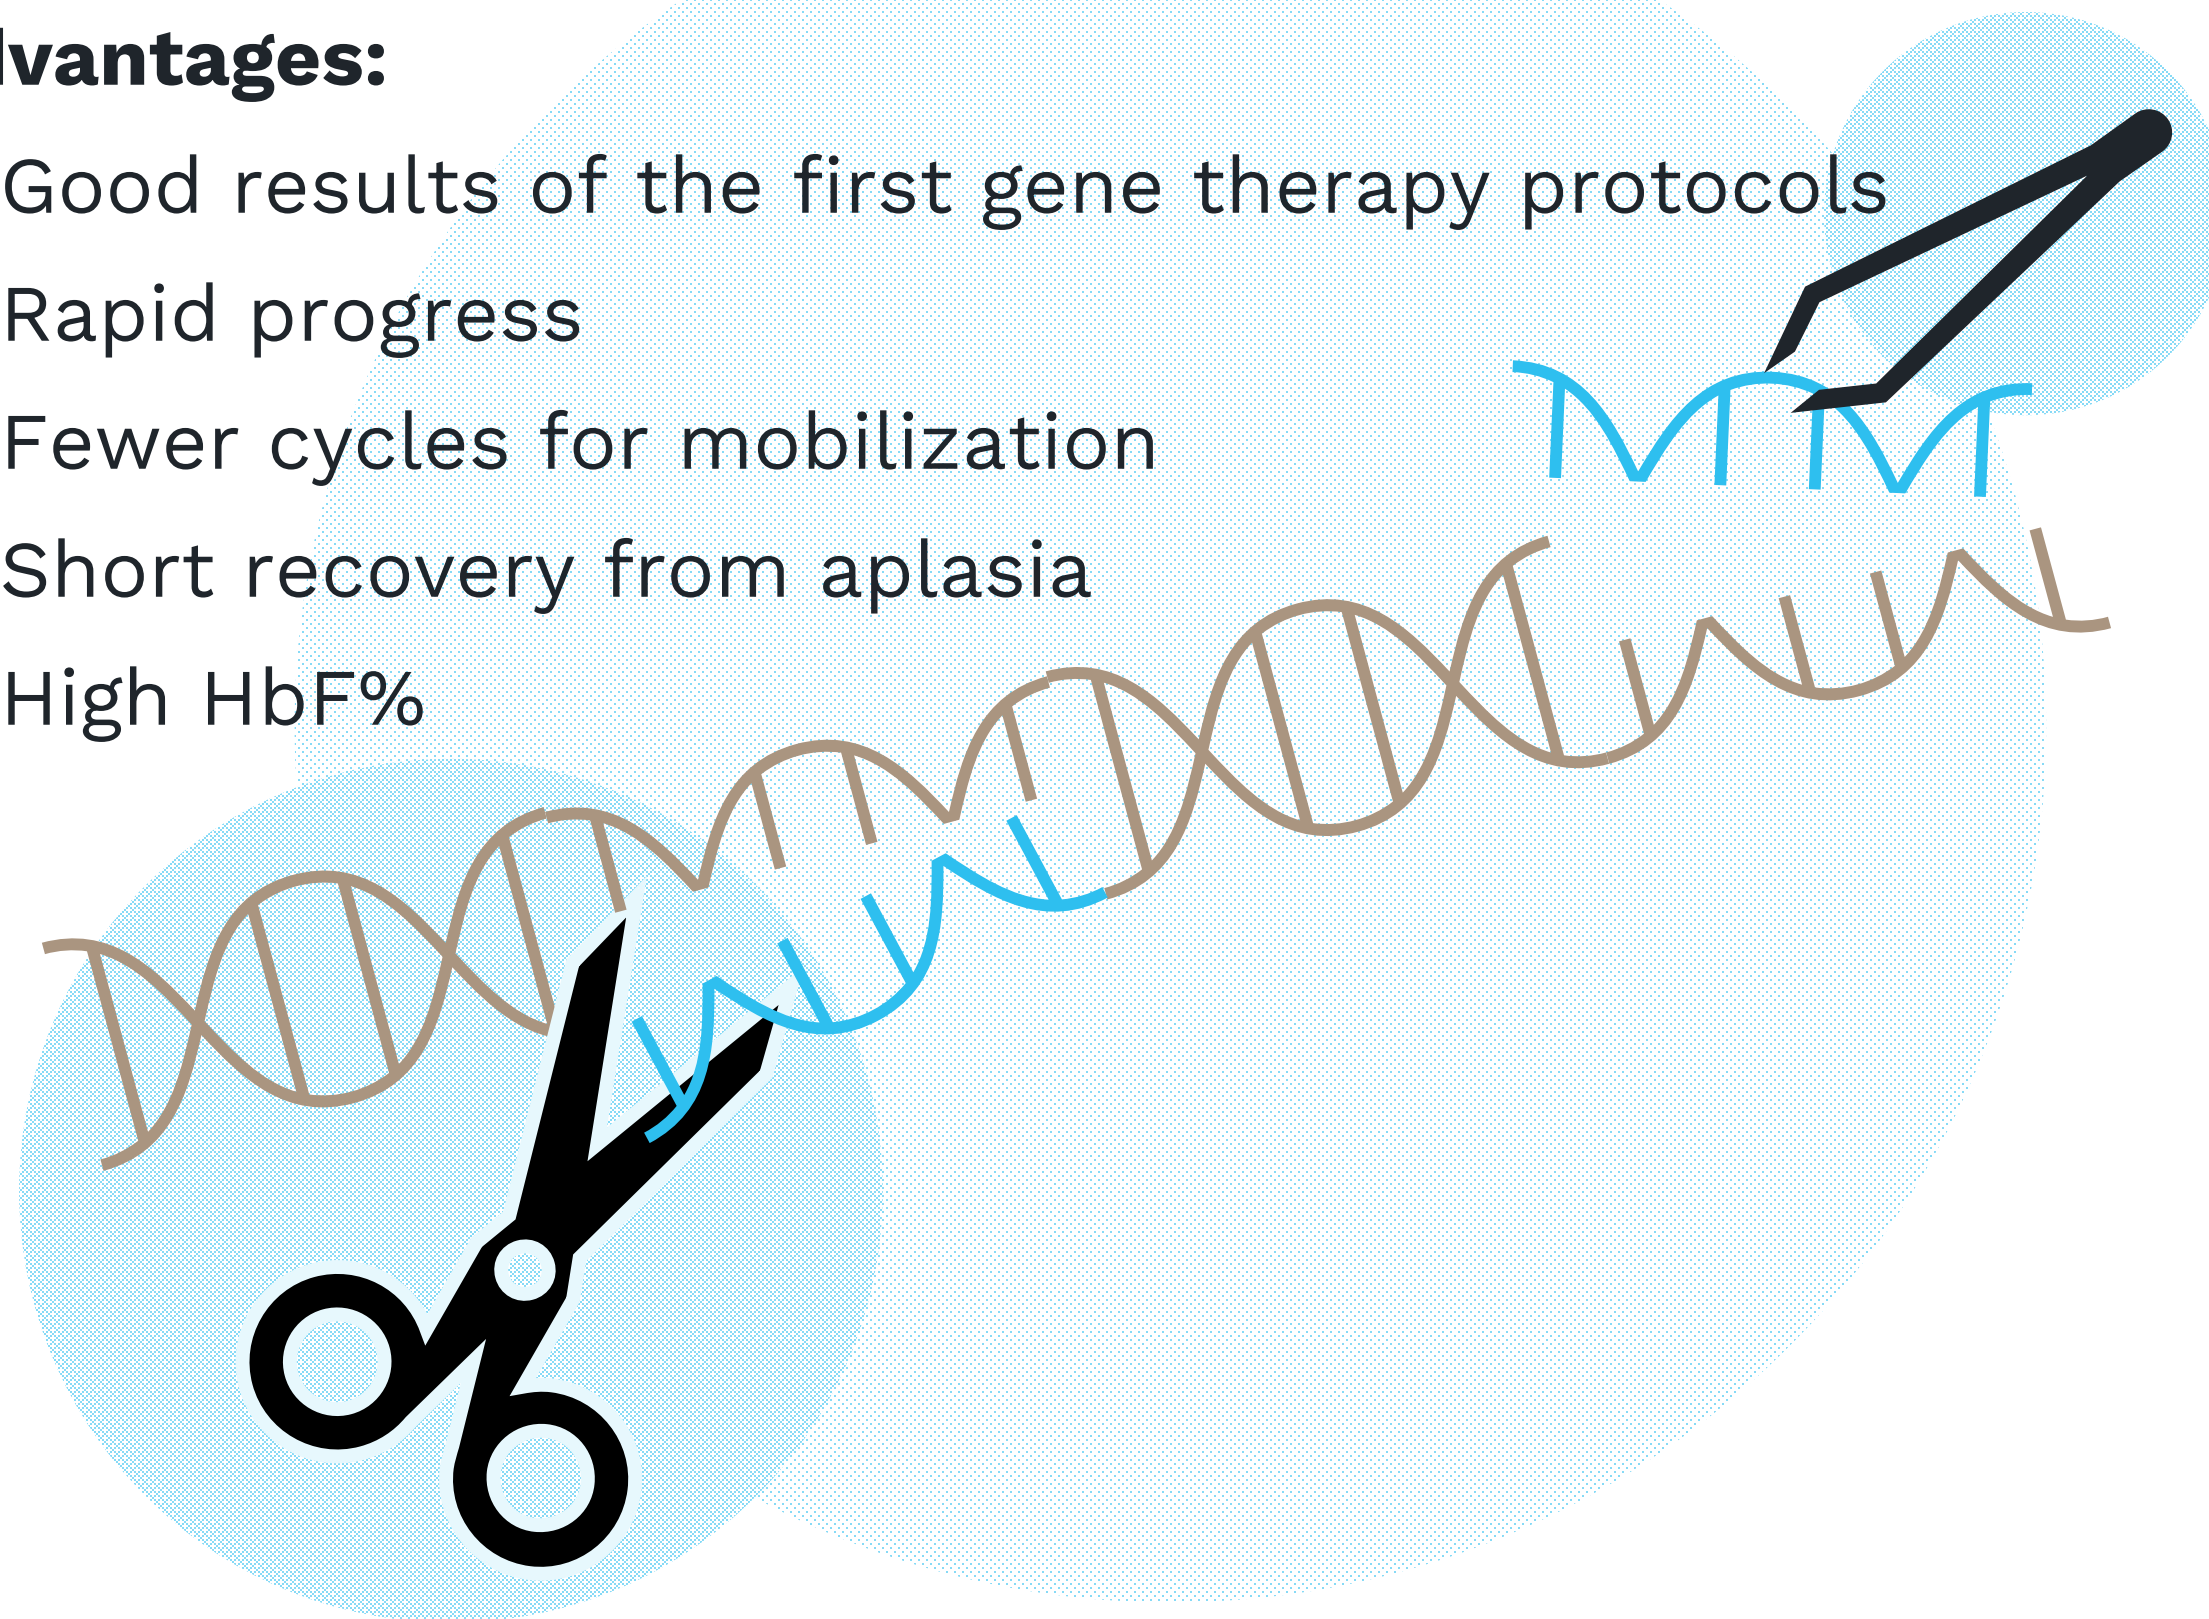 dvantages:
Good results of the first gene therapy protocols
Rapid progress
Fewer cycles for mobilization
Short recovery from aplasia
High HbF%